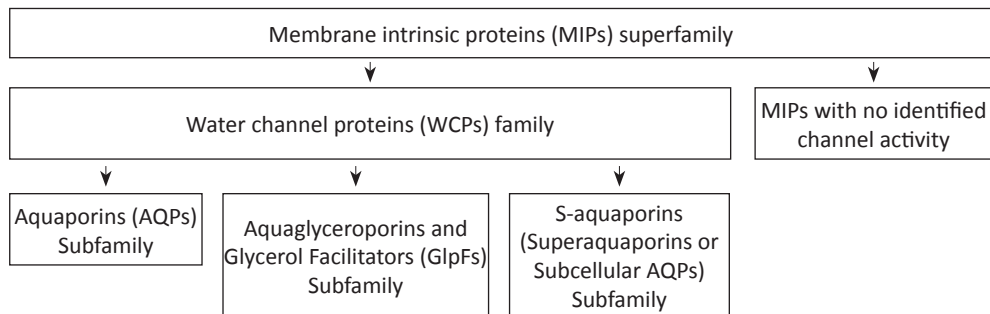 Membrane intrinsic proteins (MIPs) superfamily
Water channel proteins (WCPs) family
MIPs with no identified
channel activity
Aquaporins (AQPs)
Subfamily
Aquaglyceroporins and
Glycerol Facilitators (GlpFs)
Subfamily
S-aquaporins
(Superaquaporins or
Subcellular AQPs)
Subfamily